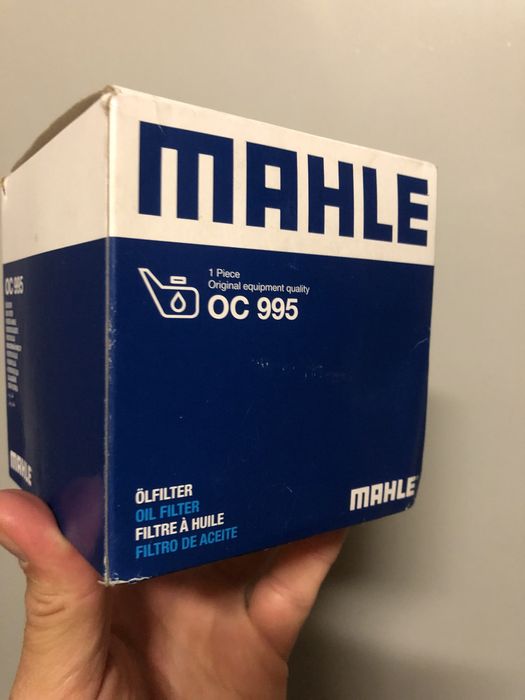 MAHLE
1 Piece
Original equipment quality
OC 995
ÖLFILTER
OIL FILTER
FILTRE À HUILE
FILTRO DE ACEITE
MAHLE
OC 995
MAHLE